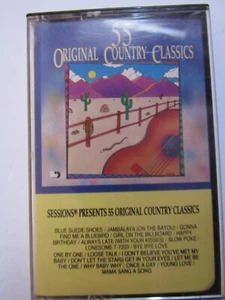 55
ORIGINAL COUNTRY CLASSICS
SESSIONS® PRESENTS 55 ORIGINAL COUNTRY CLASSICS
BLUE SUEDE SHOES / JAMBALAYA (ON THE BAYOU) / GONNA
FIND ME A BLUEBIRD / GIRL ON THE BILLBOARD / HAPPY
BIRTHDAY / ALWAYS LATE (WITH YOUR KISSES) / SLOW POKE /
LONESOME 7-7203 / BYE BYE LOVE
ONE BY ONE / LOOSE TALK / I DON'T BELIEVE YOU'VE MET MY
BABY / DON'T LET THE STARS GET IN YOUR EYES / LET ME BE
THE ONE / WHY BABY WHY / ONCE A DAY / YOUNG LOVE /
MAMA SANG A SONG